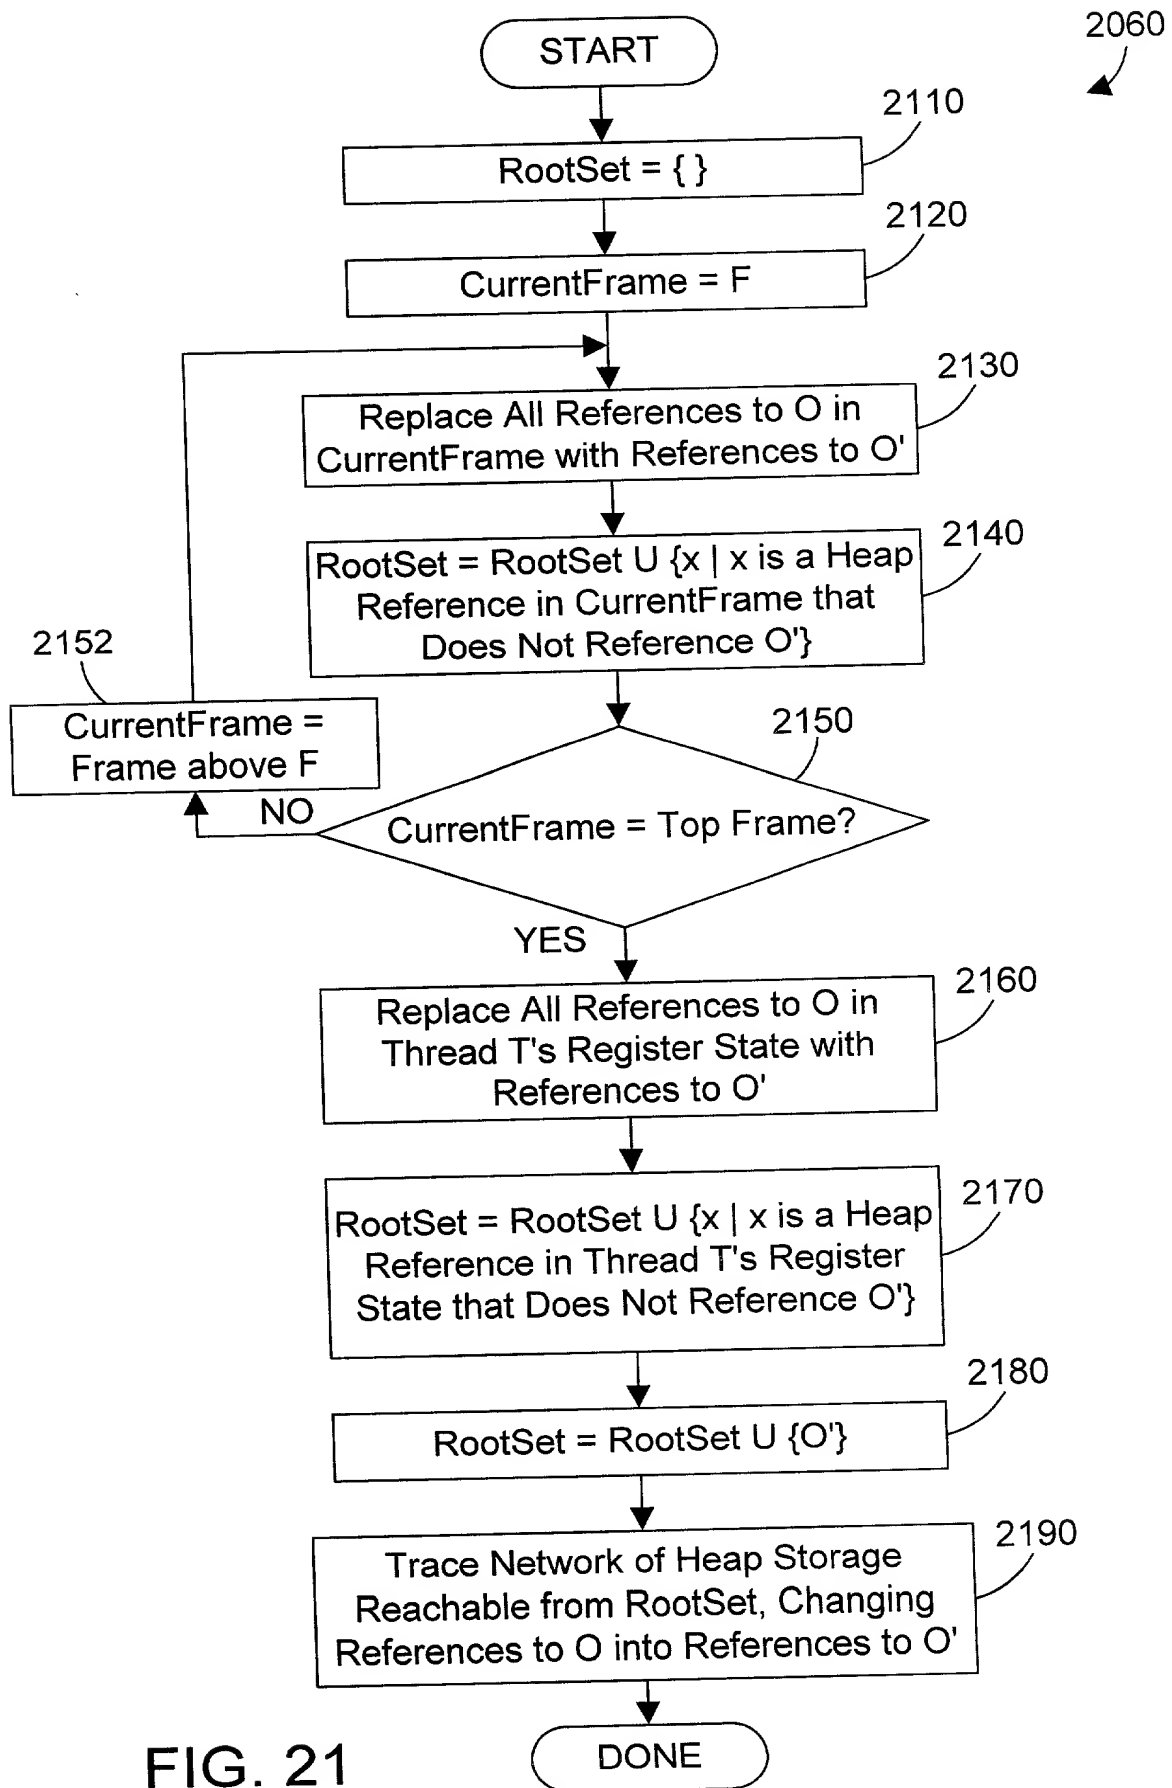 2060
START
2110
RootSet = { }
2120
CurrentFrame = F
2130
Replace All References to O in
CurrentFrame with References to O'
2140
RootSet = RootSet U {x | x is a Heap
Reference in CurrentFrame that
Does Not Reference O'}
2152
CurrentFrame =
Frame above F
2150
NO
CurrentFrame = Top Frame?
YES
2160
Replace All References to O in
Thread T's Register State with
References to O'
2170
RootSet = RootSet U {x | x is a Heap
Reference in Thread T's Register
State that Does Not Reference O'}
2180
RootSet = RootSet U {O'}
2190
Trace Network of Heap Storage
Reachable from RootSet, Changing
References to O into References to O'
DONE
FIG. 21